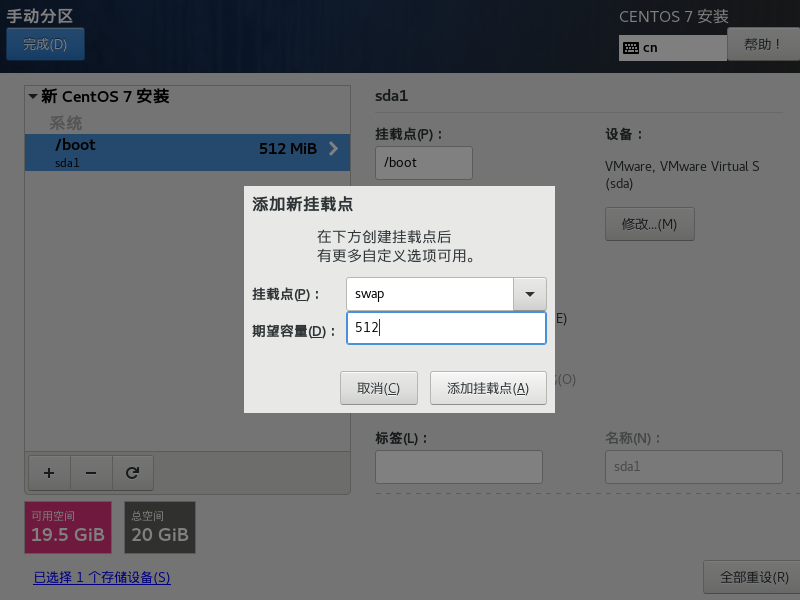 手动分区
CENTOS 7 安装
完成(D)
cn
帮助！
新 CentOS 7 安装
系统
/boot
512 MiB
sda1
sda1
挂载点(P)：
/boot
设备：
VMware, VMware Virtual S
(sda)
修改...(M)
添加新挂载点
在下方创建挂载点后
有更多自定义选项可用。
挂载点(P)：
swap
期望容量(D)：
512
E)
取消(C)
添加挂载点(A)
(O)
标签(L)：
名称(N)：
sda1
可用空间
19.5 GiB
总空间
20 GiB
已选择 1 个存储设备(S)
全部重设(R)